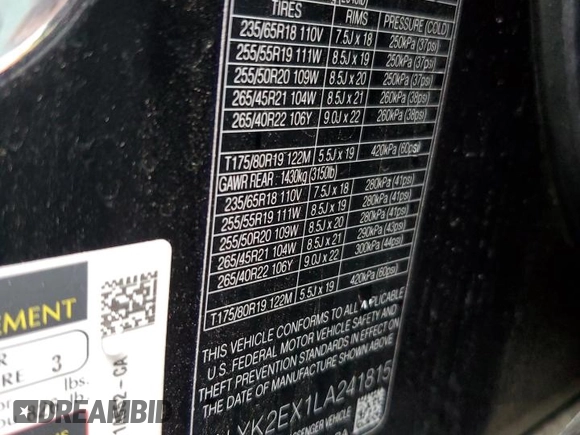 TIRES RIMS PRESSURE (COLD)
235/65R18 110V 7.5J x 18 250kPa (37psi)
255/55R19 111W 8.5J x 19 250kPa (37psi)
255/50R20 109W 8.5J x 20 250kPa (37psi)
265/45R21 104W 8.5J x 21 260kPa (38psi)
265/40R22 106Y 9.0J x 22 260kPa (38psi)
T175/80R19 122M 5.5J x 19 420kPa (60psi)
GAWR REAR : 1430kg (3150lb)
235/65R18 110V 7.5J x 18 280kPa (41psi)
255/55R19 111W 8.5J x 19 280kPa (41psi)
255/50R20 109W 8.5J x 20 280kPa (41psi)
265/45R21 104W 8.5J x 21 290kPa (43psi)
265/40R22 106Y 9.0J x 22 300kPa (44psi)
T175/80R19 122M 5.5J x 19 420kPa (60psi)
THIS VEHICLE CONFORMS TO ALL APPLICABLE
U.S. FEDERAL MOTOR VEHICLE SAFETY AND
THEFT PREVENTION STANDARDS IN EFFECT ON
THE DATE OF MANUFACTURE SHOWN ABOVE.
YK2EX1LA241815
PASSENGER VEHICLE
EMENT
RE 3
lbs.
lbs.
DREAMBID